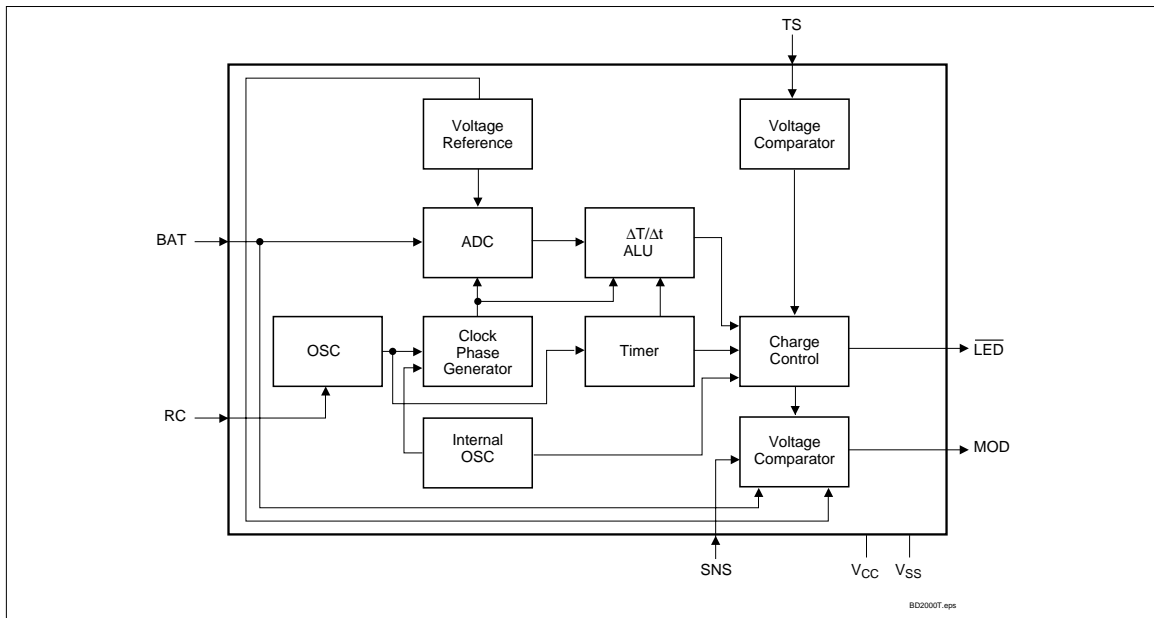 TS
Voltage
Reference
Voltage
Comparator
BAT
ADC
ΔT/Δt
ALU
OSC
Clock
Phase
Generator
Timer
Charge
Control
LED
RC
Internal
OSC
Voltage
Comparator
MOD
SNS
VCC
VSS
BD2000T.eps